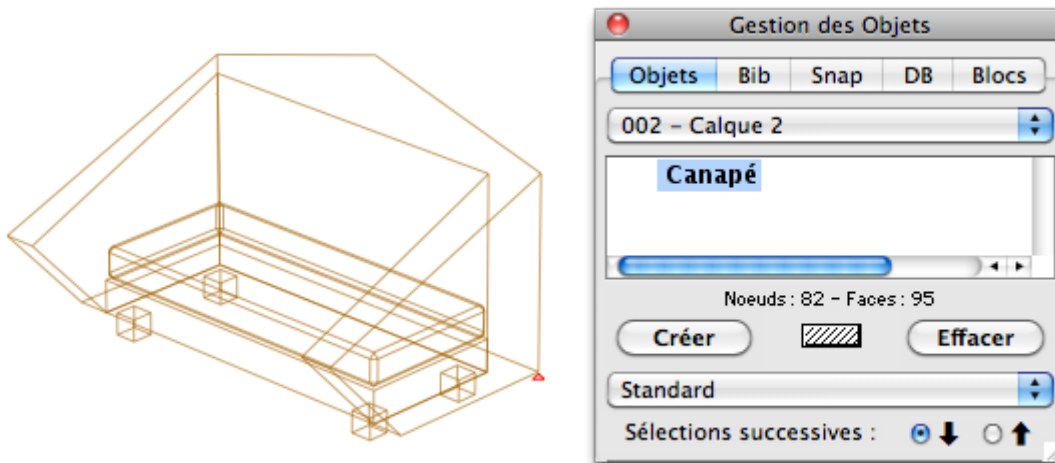 Gestion des Objets
Objets Bib Snap DB Blocs
002 – Calque 2
Canapé
Noeuds : 82 – Faces : 95
Créer Effacer
Standard
Sélections successives :